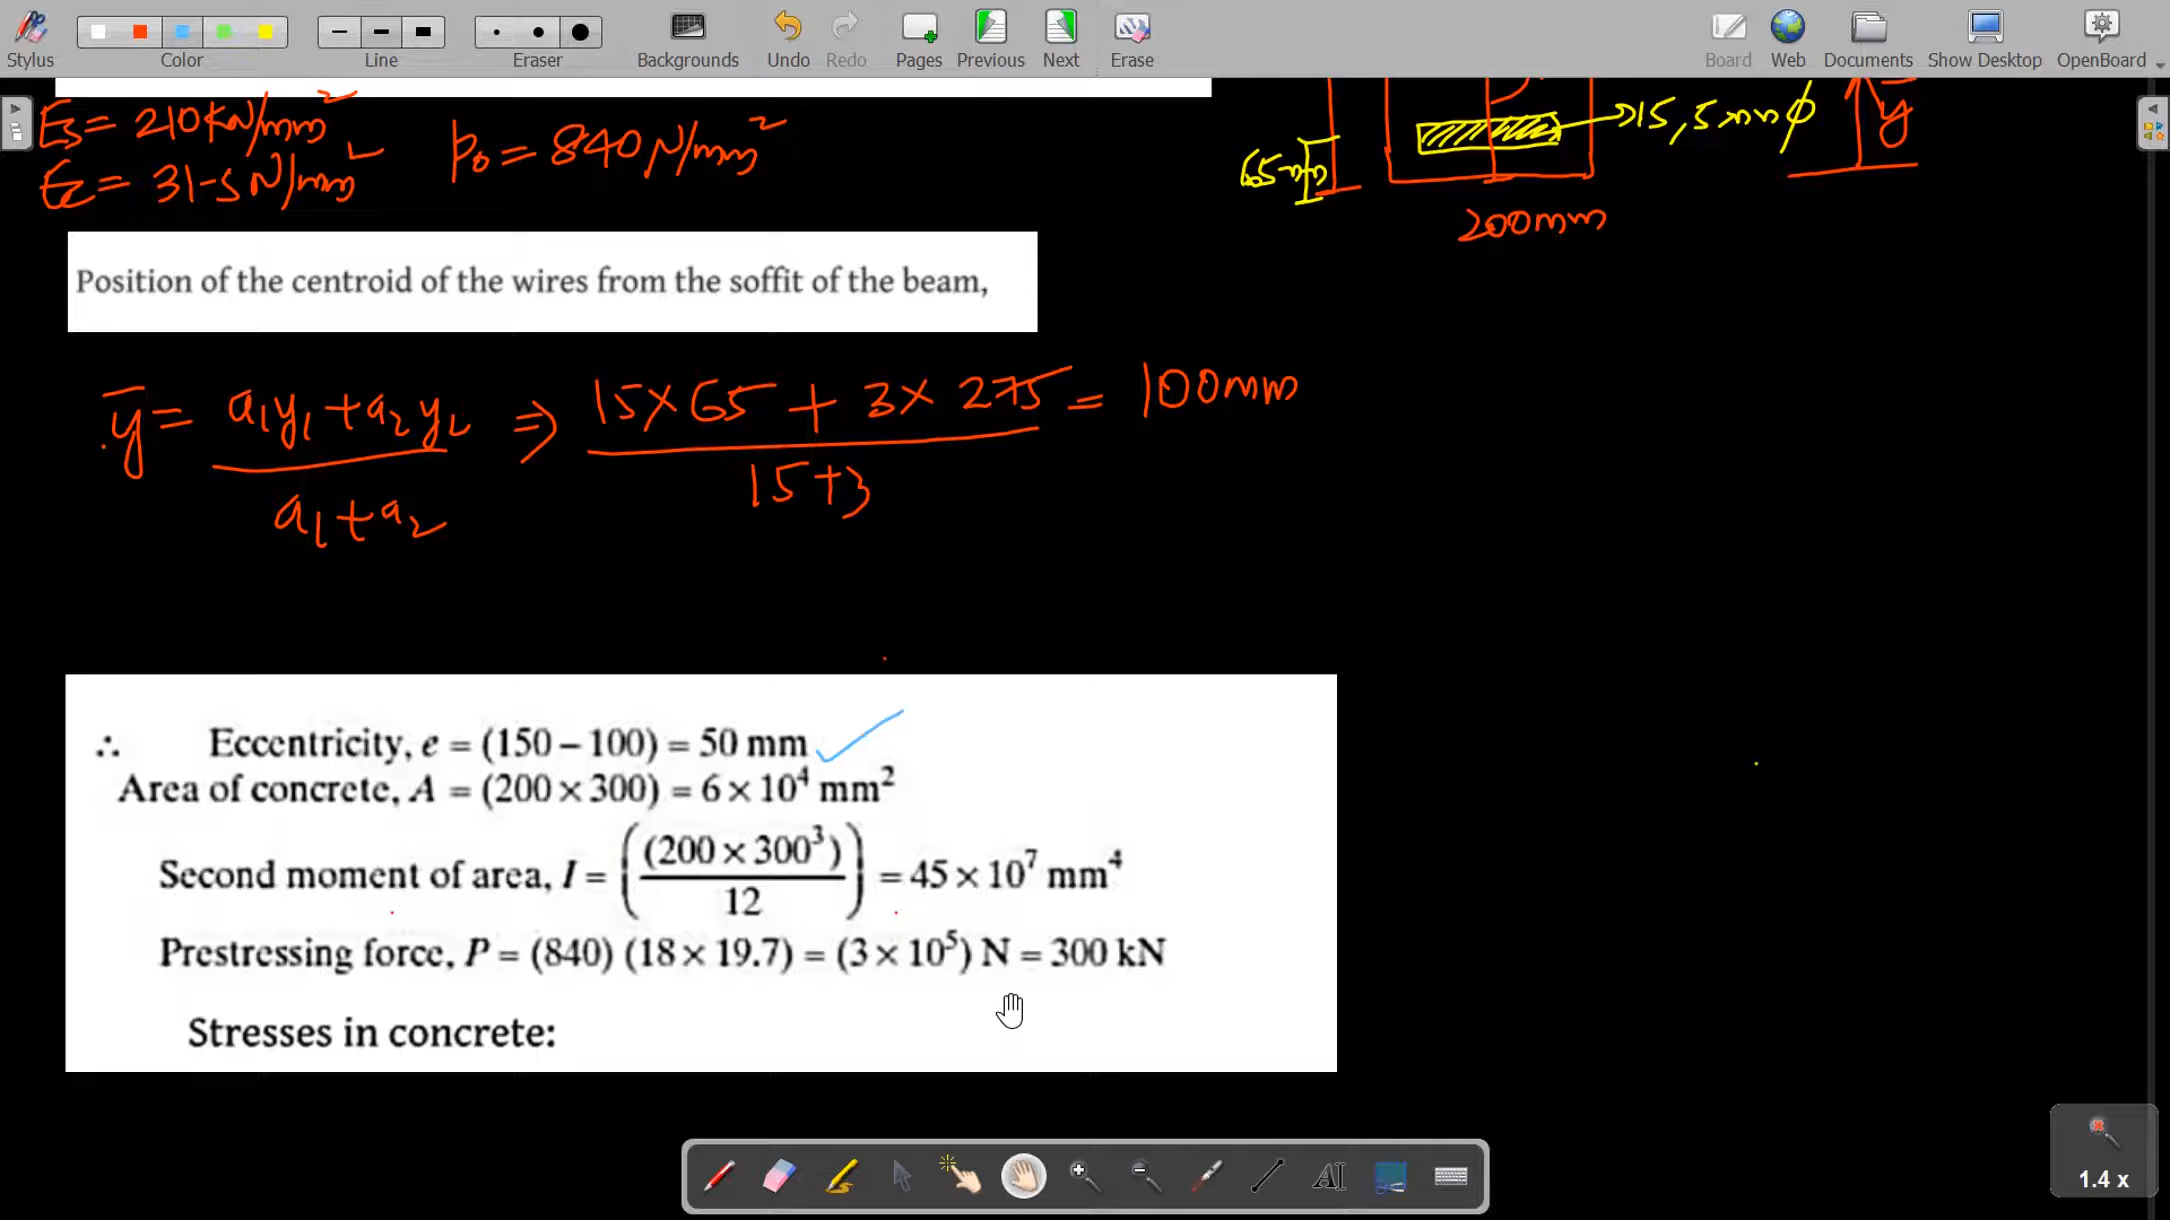 Stylus
Color
Line
Eraser
Backgrounds
Undo
Redo
Pages
Previous
Next
Erase
Board
Web
Documents
Show Desktop
OpenBoard
Es = 210 kN/mm²
Ec = 31.5 N/mm²
P₀ = 840 N/mm²
15, 5mm ϕ
ȳ
65mm
200mm
Position of the centroid of the wires from the soffit of the beam,
ȳ = (a₁y₁ + a₂y₂)/(a₁ + a₂) ⇒ (15 × 65 + 3 × 275)/(15 + 3) = 100mm
∴ Eccentricity, e = (150 – 100) = 50 mm
Area of concrete, A = (200 × 300) = 6 × 10⁴ mm²
Second moment of area, I = ((200 × 300³)/12) = 45 × 10⁷ mm⁴
Prestressing force, P = (840) (18 × 19.7) = (3 × 10⁵) N = 300 kN
Stresses in concrete:
AI
1.4 x